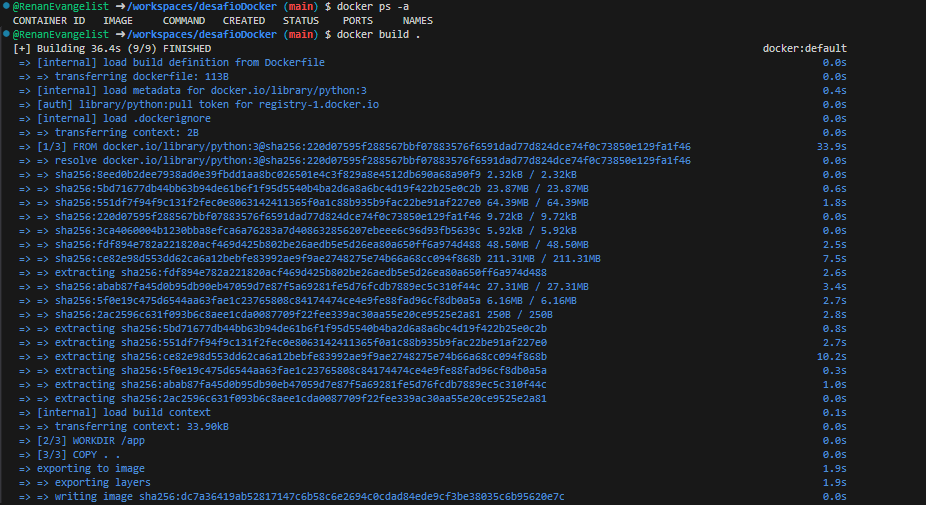 @RenanEvangelist ➜ /workspaces/desafioDocker (main) $ docker ps -a
CONTAINER ID   IMAGE     COMMAND   CREATED   STATUS    PORTS     NAMES
@RenanEvangelist ➜ /workspaces/desafioDocker (main) $ docker build .
[+] Building 36.4s (9/9) FINISHED docker:default
=> [internal] load build definition from Dockerfile 0.0s
=> => transferring dockerfile: 113B 0.0s
=> [internal] load metadata for docker.io/library/python:3 0.4s
=> [auth] library/python:pull token for registry-1.docker.io 0.0s
=> [internal] load .dockerignore 0.0s
=> => transferring context: 2B 0.0s
=> [1/3] FROM docker.io/library/python:3@sha256:220d07595f288567bbf07883576f6591dad77d824dce74f0c73850e129fa1f46 33.9s
=> => resolve docker.io/library/python:3@sha256:220d07595f288567bbf07883576f6591dad77d824dce74f0c73850e129fa1f46 0.0s
=> => sha256:8eed0b2dee7938ad0e39fbdd1aa8bc026501e4c3f829a8e4512db690a68a90f9 2.32kB / 2.32kB 0.0s
=> => sha256:5bd71677db44bb63b94de61b6f1f95d5540b4ba2d6a8a6bc4d19f422b25e0c2b 23.87MB / 23.87MB 0.6s
=> => sha256:551df7f94f9c131f2fec0e8063142411365f0a1c88b935b9fac22be91af227e0 64.39MB / 64.39MB 1.8s
=> => sha256:220d07595f288567bbf07883576f6591dad77d824dce74f0c73850e129fa1f46 9.72kB / 9.72kB 0.0s
=> => sha256:3ca4060004b1230bba8efca6a76283a7d408632856207ebeee6c96d93fb5639c 5.92kB / 5.92kB 0.0s
=> => sha256:fdf894e782a221820acf469d425b802be26aedb5e5d26ea80a650ff6a974d488 48.50MB / 48.50MB 2.5s
=> => sha256:ce82e98d553dd62ca6a12bebfe83992ae9f9ae2748275e74b66a68cc094f868b 211.31MB / 211.31MB 7.5s
=> => extracting sha256:fdf894e782a221820acf469d425b802be26aedb5e5d26ea80a650ff6a974d488 2.6s
=> => sha256:abab87fa45d0b95db90eb47059d7e87f5a69281fe5d76fcdb7889ec5c310f44c 27.31MB / 27.31MB 3.4s
=> => sha256:5f0e19c475d6544aa63fae1c23765808c84174474ce4e9fe88fad96cf8db0a5a 6.16MB / 6.16MB 2.7s
=> => sha256:2ac2596c631f093b6c8aee1cda0087709f22fee339ac30aa55e20ce9525e2a81 250B / 250B 2.8s
=> => extracting sha256:5bd71677db44bb63b94de61b6f1f95d5540b4ba2d6a8a6bc4d19f422b25e0c2b 0.8s
=> => extracting sha256:551df7f94f9c131f2fec0e8063142411365f0a1c88b935b9fac22be91af227e0 2.7s
=> => extracting sha256:ce82e98d553dd62ca6a12bebfe83992ae9f9ae2748275e74b66a68cc094f868b 10.2s
=> => extracting sha256:5f0e19c475d6544aa63fae1c23765808c84174474ce4e9fe88fad96cf8db0a5a 0.3s
=> => extracting sha256:abab87fa45d0b95db90eb47059d7e87f5a69281fe5d76fcdb7889ec5c310f44c 1.0s
=> => extracting sha256:2ac2596c631f093b6c8aee1cda0087709f22fee339ac30aa55e20ce9525e2a81 0.0s
=> [internal] load build context 0.1s
=> => transferring context: 33.90kB 0.0s
=> [2/3] WORKDIR /app 0.0s
=> [3/3] COPY . . 0.0s
=> exporting to image 1.9s
=> => exporting layers 1.9s
=> => writing image sha256:dc7a36419ab52817147c6b58c6e2694c0cdad84ede9cf3be38035c6b95620e7c 0.0s